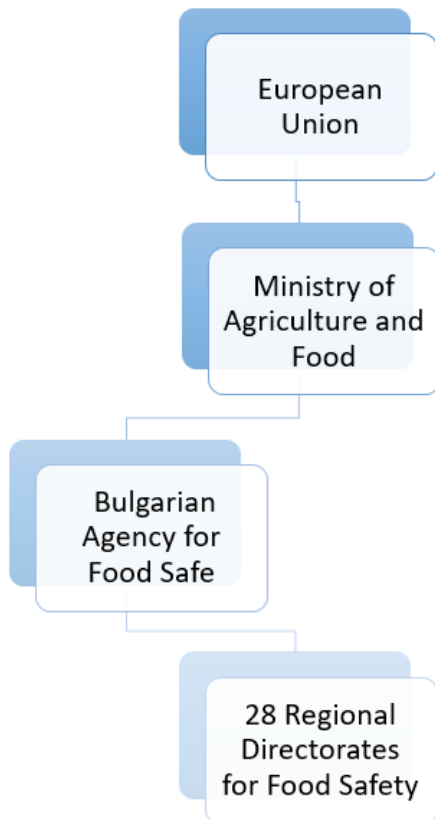 European
Union
Ministry of
Agriculture and
Food
Bulgarian
Agency for
Food Safe
28 Regional
Directorates
for Food Safety